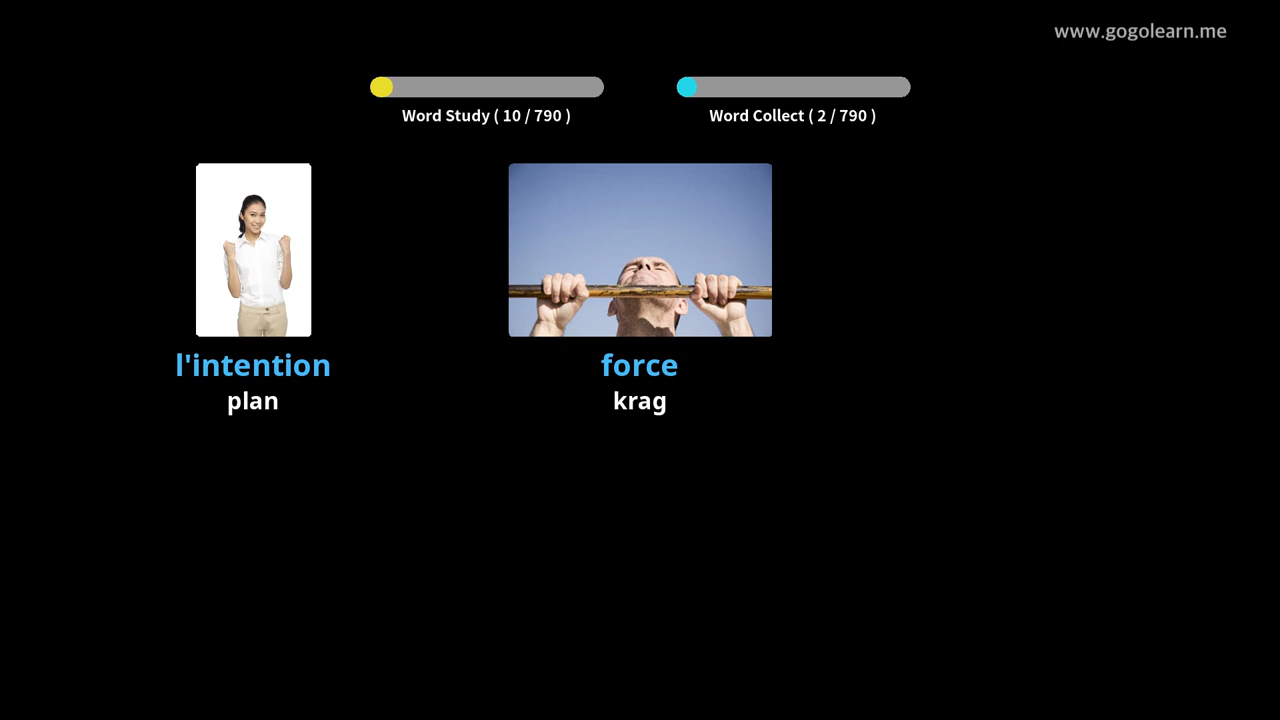 www.gogolearn.me
Word Study ( 10 / 790 )
Word Collect ( 2 / 790 )
l'intention
plan
force
krag